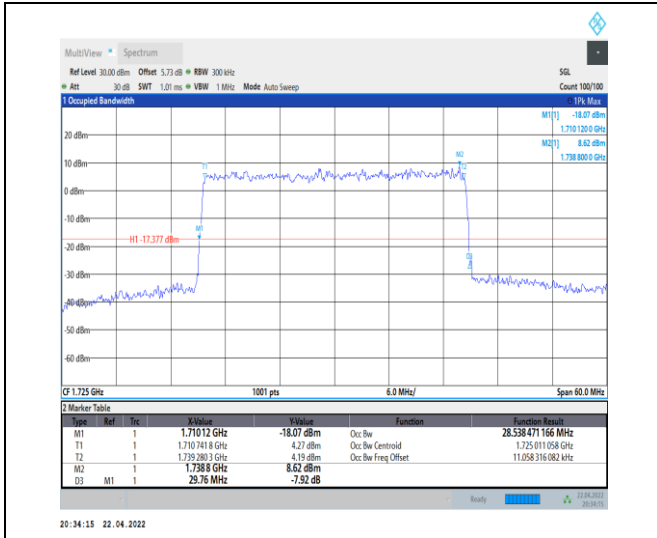 MultiView Spectrum
Ref Level 30.00 dBm Offset 5.73 dB RBW 300 kHz SGL
Att 30 dB SWT 1.01 ms VBW 1 MHz Mode Auto Sweep Count 100/100
1 Occupied Bandwidth 1Pk Max
M1[1] -18.07 dBm
1.710 120 0 GHz
M2[1] 8.62 dBm
1.738 800 0 GHz
20 dBm
M2
10 dBm
T1 T2
0 dBm
-10 dBm
M1
H1 -17.377 dBm
-20 dBm
D3
-30 dBm
-40 dBm
-50 dBm
-60 dBm
CF 1.725 GHz 1001 pts 6.0 MHz/ Span 60.0 MHz
2 Marker Table
Type Ref Trc X-Value Y-Value Function Function Result
M1 1 1.71012 GHz -18.07 dBm Occ Bw 28.538 471 166 MHz
T1 1 1.710 741 8 GHz 4.27 dBm Occ Bw Centroid 1.725 011 058 GHz
T2 1 1.739 280 3 GHz 4.19 dBm Occ Bw Freq Offset 11.058 316 082 kHz
M2 1 1.738 8 GHz 8.62 dBm
D3 M1 1 29.76 MHz -7.92 dB
Ready 22.04.2022
20:34:15
20:34:15 22.04.2022